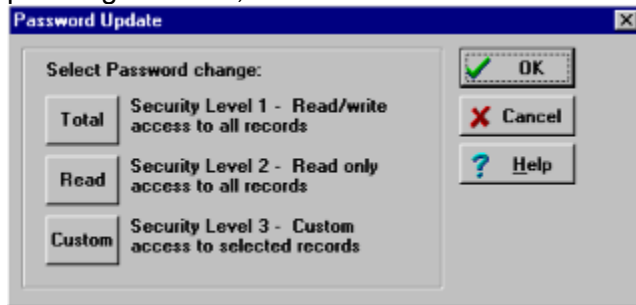 Password Update
Select Password change:
Total
Security Level 1 - Read/write
access to all records
Read
Security Level 2 - Read only
access to all records
Custom
Security Level 3 - Custom
access to selected records
OK
Cancel
Help